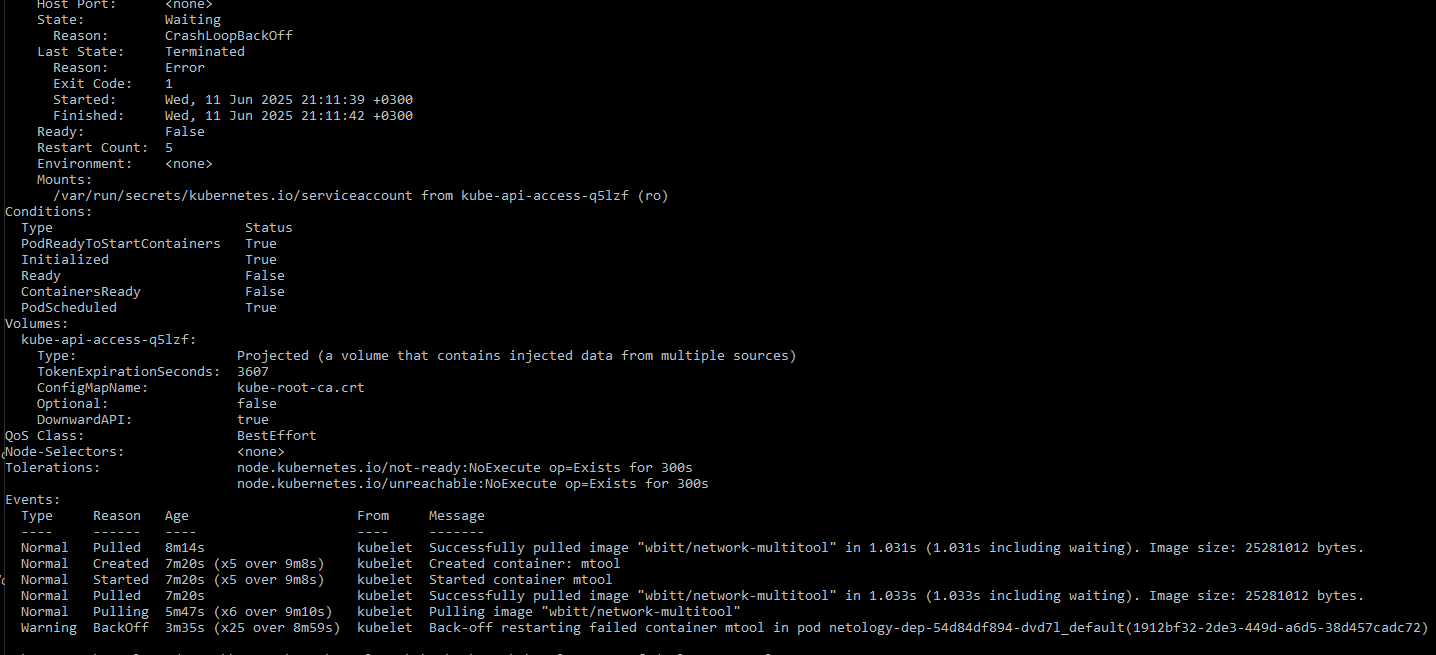 Host Port:      <none>
State:          Waiting
Reason:       CrashLoopBackOff
Last State:     Terminated
Reason:       Error
Exit Code:    1
Started:      Wed, 11 Jun 2025 21:11:39 +0300
Finished:     Wed, 11 Jun 2025 21:11:42 +0300
Ready:          False
Restart Count:  5
Environment:    <none>
Mounts:
/var/run/secrets/kubernetes.io/serviceaccount from kube-api-access-q5lzf (ro)
Conditions:
Type                        Status
PodReadyToStartContainers   True
Initialized                 True
Ready                       False
ContainersReady             False
PodScheduled                True
Volumes:
kube-api-access-q5lzf:
Type:                    Projected (a volume that contains injected data from multiple sources)
TokenExpirationSeconds:  3607
ConfigMapName:           kube-root-ca.crt
Optional:                false
DownwardAPI:             true
QoS Class:                   BestEffort
Node-Selectors:              <none>
Tolerations:                 node.kubernetes.io/not-ready:NoExecute op=Exists for 300s
node.kubernetes.io/unreachable:NoExecute op=Exists for 300s
Events:
Type     Reason   Age                     From     Message
----     ------   ----                    ----     -------
Normal   Pulled   8m14s                   kubelet  Successfully pulled image "wbitt/network-multitool" in 1.031s (1.031s including waiting). Image size: 25281012 bytes.
Normal   Created  7m20s (x5 over 9m8s)    kubelet  Created container: mtool
Normal   Started  7m20s (x5 over 9m8s)    kubelet  Started container mtool
Normal   Pulled   7m20s                   kubelet  Successfully pulled image "wbitt/network-multitool" in 1.033s (1.033s including waiting). Image size: 25281012 bytes.
Normal   Pulling  5m47s (x6 over 9m10s)   kubelet  Pulling image "wbitt/network-multitool"
Warning  BackOff  3m35s (x25 over 8m59s)  kubelet  Back-off restarting failed container mtool in pod netology-dep-54d84df894-dvd7l_default(1912bf32-2de3-449d-a6d5-38d457cadc72)